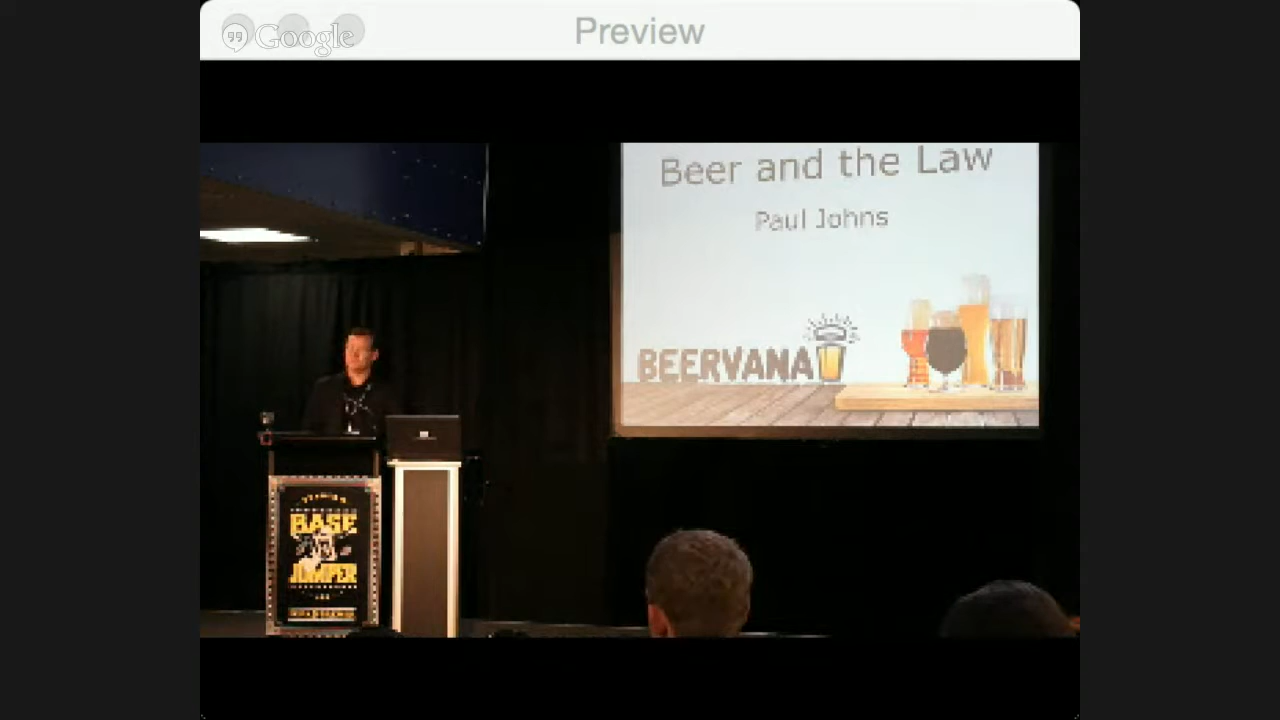 Google
Preview
Beer and the Law
Paul Johns
BEERVANA
BASE
JUMPER